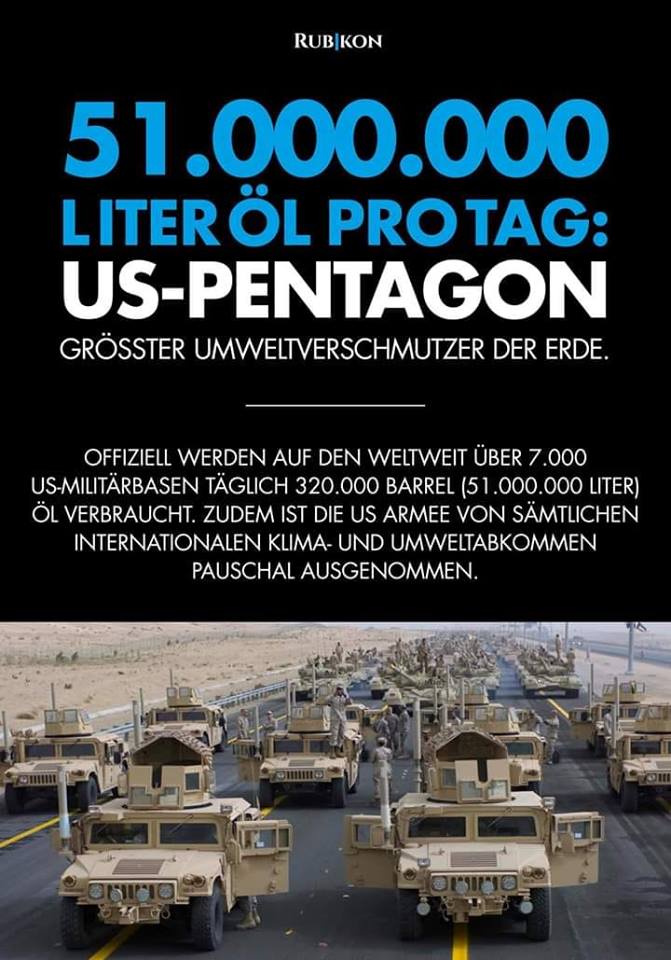 RUBIKON
51.000.000
LITER ÖL PRO TAG:
US-PENTAGON
GRÖSSTER UMWELTVERSCHMUTZER DER ERDE.
OFFIZIELL WERDEN AUF DEN WELTWEIT ÜBER 7.000
US-MILITÄRBASEN TÄGLICH 320.000 BARREL (51.000.000 LITER)
ÖL VERBRAUCHT. ZUDEM IST DIE US ARMEE VON SÄMTLICHEN
INTERNATIONALEN KLIMA- UND UMWELTABKOMMEN
PAUSCHAL AUSGENOMMEN.